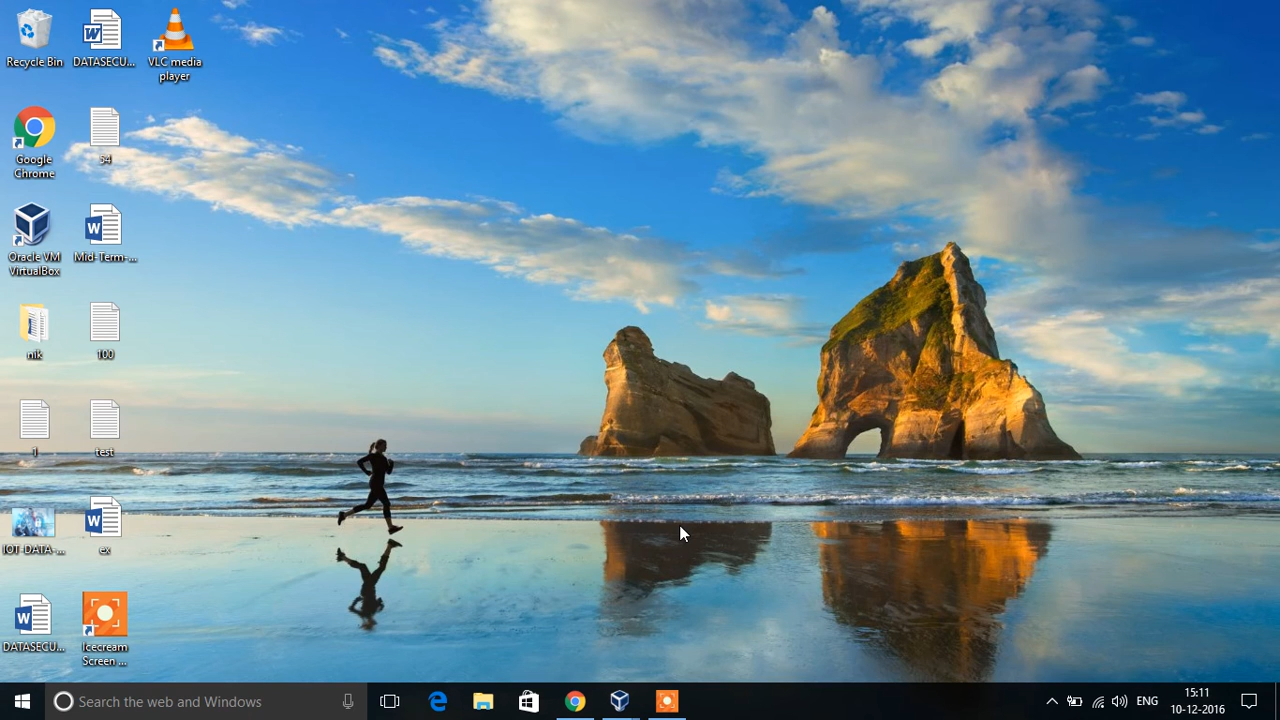 Recycle Bin
DATASECU...
VLC media
player
Google
Chrome
54
Oracle VM
VirtualBox
Mid-Term-...
nik
100
1
test
IOT-DATA-...
ex
DATASECU...
Icecream
Screen ...
Search the web and Windows
ENG
15:11
10-12-2016